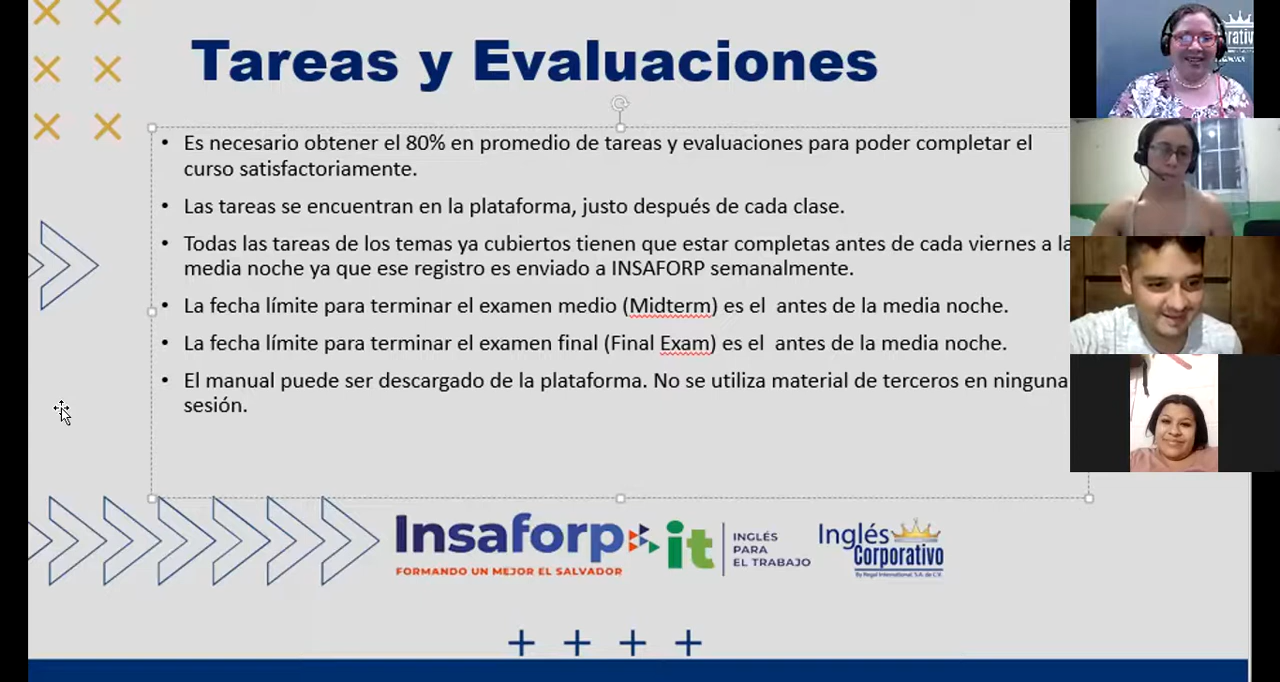 Tareas y Evaluaciones
• Es necesario obtener el 80% en promedio de tareas y evaluaciones para poder completar el
curso satisfactoriamente.
• Las tareas se encuentran en la plataforma, justo después de cada clase.
• Todas las tareas de los temas ya cubiertos tienen que estar completas antes de cada viernes a la
media noche ya que ese registro es enviado a INSAFORP semanalmente.
• La fecha límite para terminar el examen medio (Midterm) es el antes de la media noche.
• La fecha límite para terminar el examen final (Final Exam) es el antes de la media noche.
• El manual puede ser descargado de la plataforma. No se utiliza material de terceros en ninguna
sesión.
Insaforp
FORMANDO UN MEJOR EL SALVADOR
it
INGLÉS
PARA
EL TRABAJO
Inglés
Corporativo
By Regal International, S.A. de C.V.